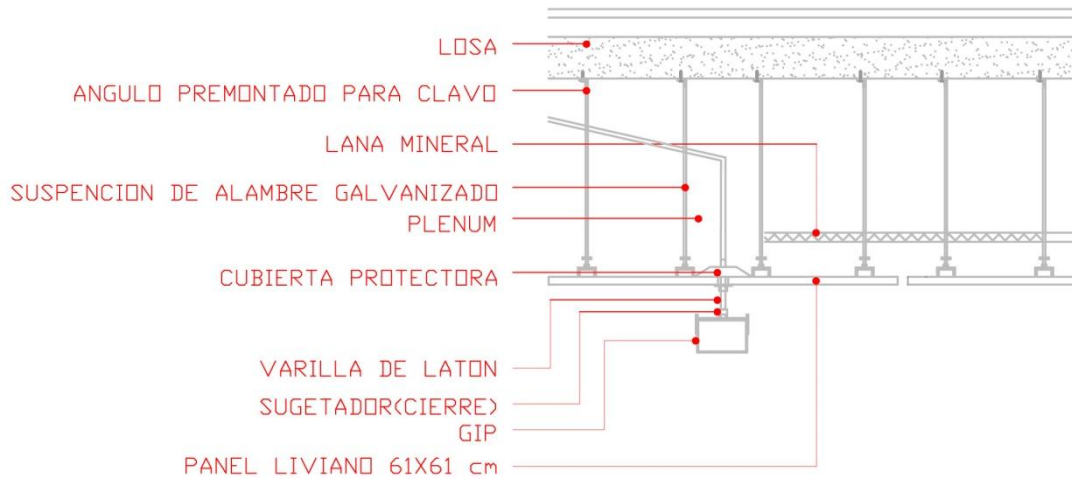 LOSA
ANGULO PREMONTADO PARA CLAVO
LANA MINERAL
SUSPENCION DE ALAMBRE GALVANIZADO
PLENUM
CUBIERTA PROTECTORA
VARILLA DE LATON
SUGETADOR(CIERRE)
GIP
PANEL LIVIANO 61X61 cm